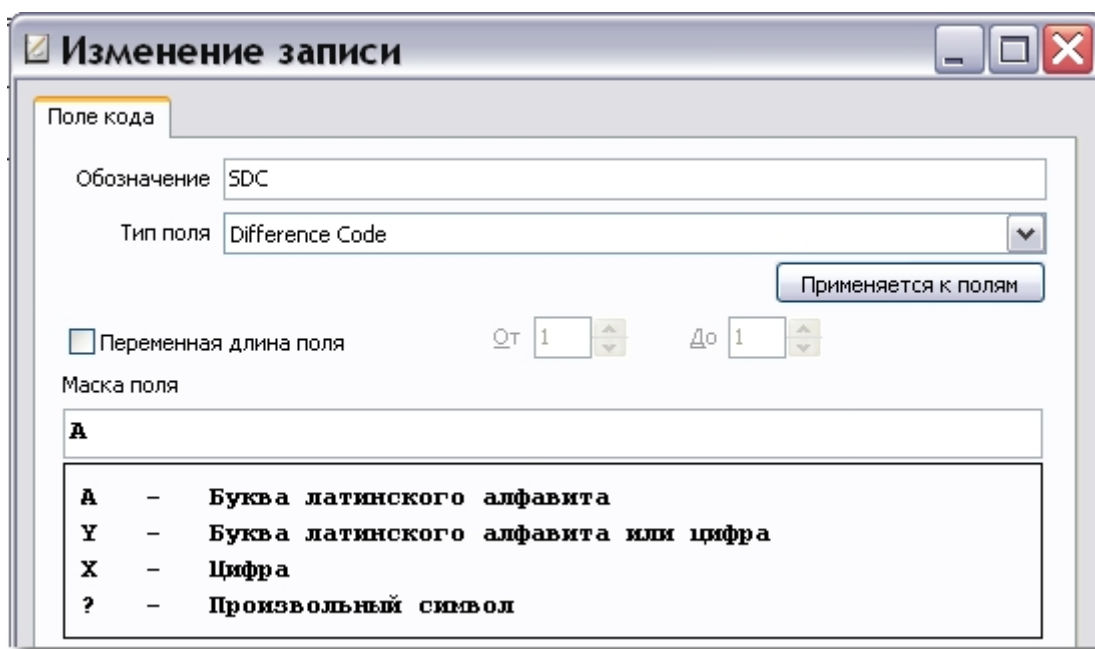 Изменение записи
Поле кода
Обозначение SDC
Тип поля Difference Code
Применяется к полям
Переменная длина поля От 1 До 1
Маска поля
A
A – Буква латинского алфавита
Y – Буква латинского алфавита или цифра
X – Цифра
? – Произвольный символ